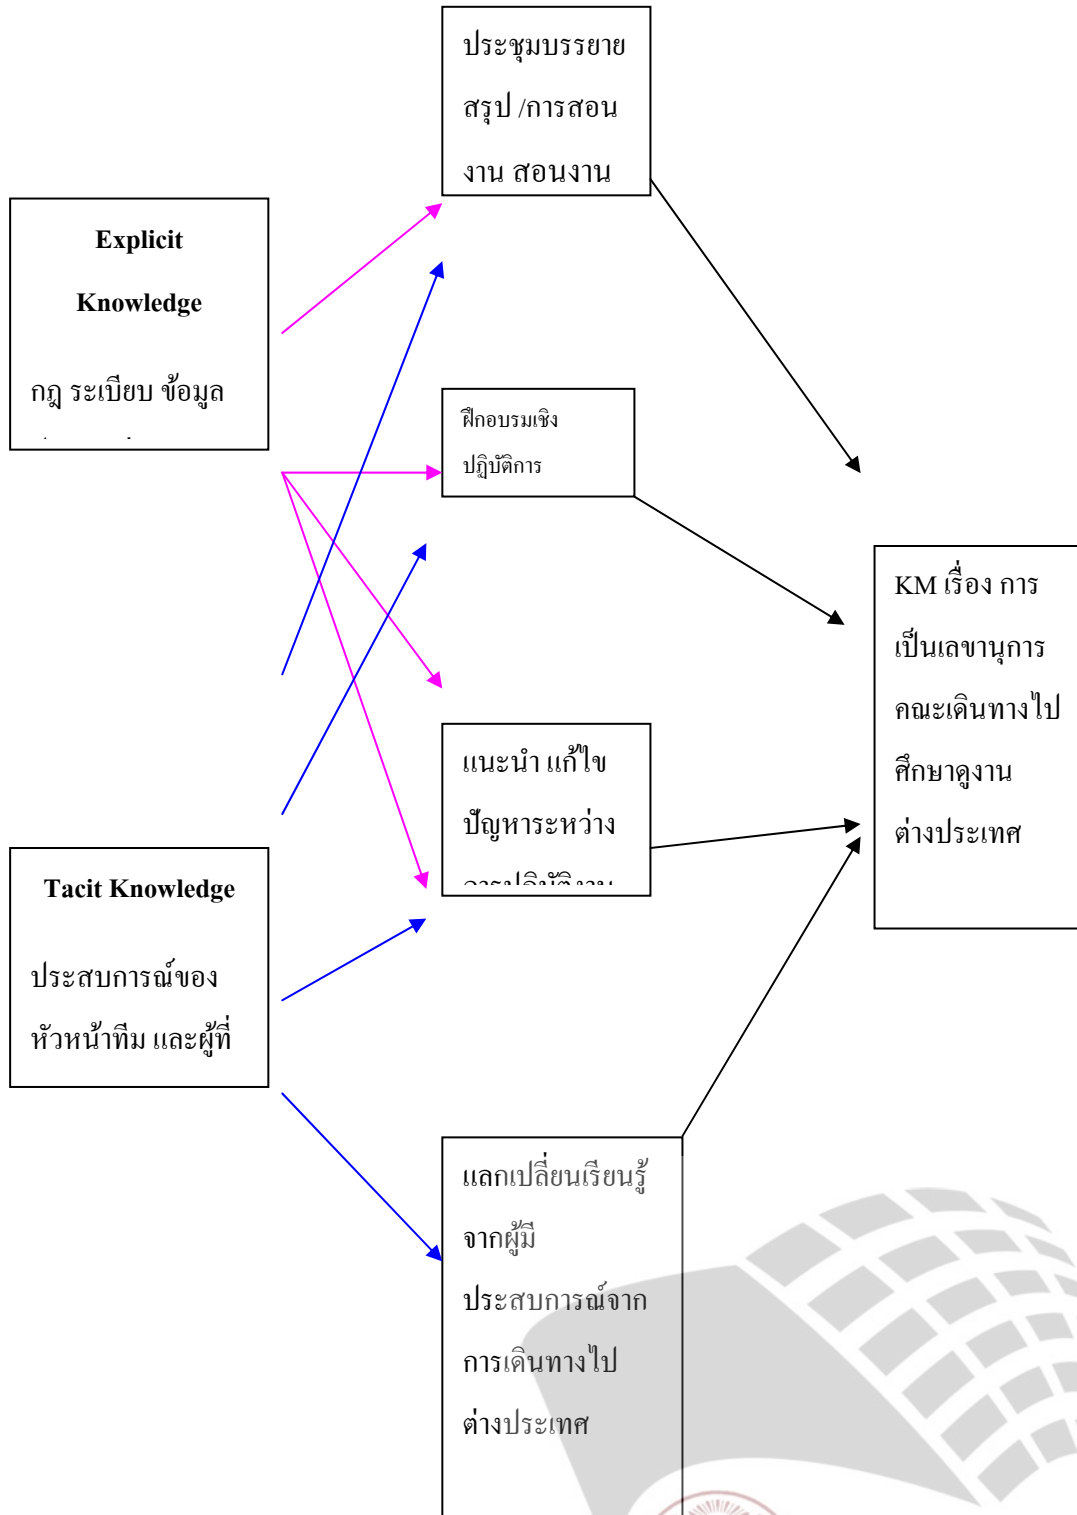 ประชุมบรรยาย
สรุป /การสอน
งาน สอนงาน
Explicit
Knowledge
กฎ ระเบียบ ข้อมูล
ฝึกอบรมเชิง
ปฏิบัติการ
KM เรื่อง การ
เป็นเลขานุการ
คณะเดินทางไป
ศึกษาดูงาน
ต่างประเทศ
แนะนำ แก้ไข
ปัญหาระหว่าง
การปฏิบัติงาน
Tacit Knowledge
ประสบการณ์ของ
หัวหน้าทีม และผู้ที่
แลกเปลี่ยนเรียนรู้
จากผู้มี
ประสบการณ์จาก
การเดินทางไป
ต่างประเทศ